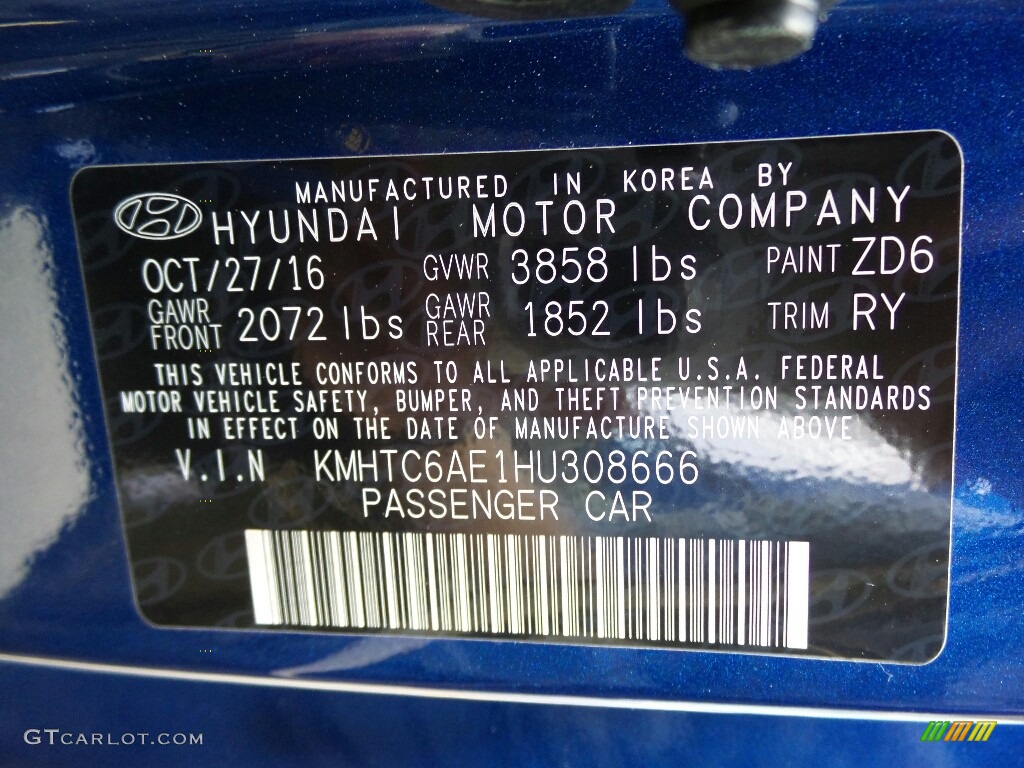 MANUFACTURED IN KOREA BY
HYUNDAI MOTOR COMPANY
OCT/27/16 GVWR 3858 lbs PAINT ZD6
GAWR FRONT 2072 lbs GAWR REAR 1852 lbs TRIM RY
THIS VEHICLE CONFORMS TO ALL APPLICABLE U.S.A. FEDERAL
MOTOR VEHICLE SAFETY, BUMPER, AND THEFT PREVENTION STANDARDS
IN EFFECT ON THE DATE OF MANUFACTURE SHOWN ABOVE
V.I.N KMHTC6AE1HU308666
PASSENGER CAR
GTCARLOT.COM